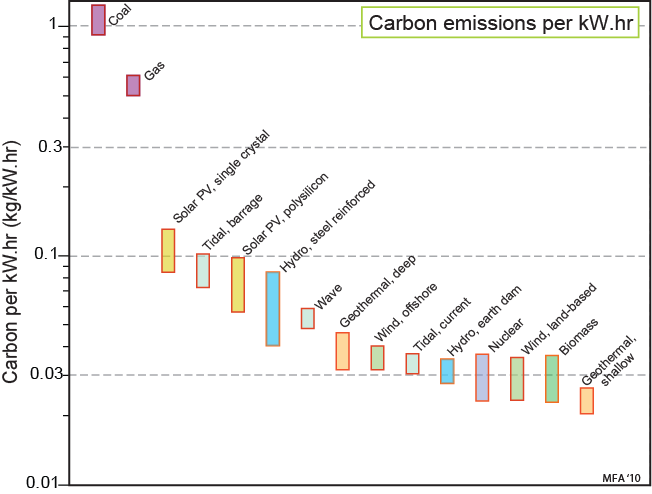 Carbon emissions per kW.hr
Carbon per kW.hr (kg/kW.hr)
1
0.3
0.1
0.03
0.01
Coal
Gas
Solar PV, single crystal
Tidal, barrage
Solar PV, polysilicon
Hydro, steel reinforced
Wave
Geothermal, deep
Wind, offshore
Tidal, current
Hydro, earth dam
Nuclear
Wind, land-based
Biomass
Geothermal,
shallow
MFA '10